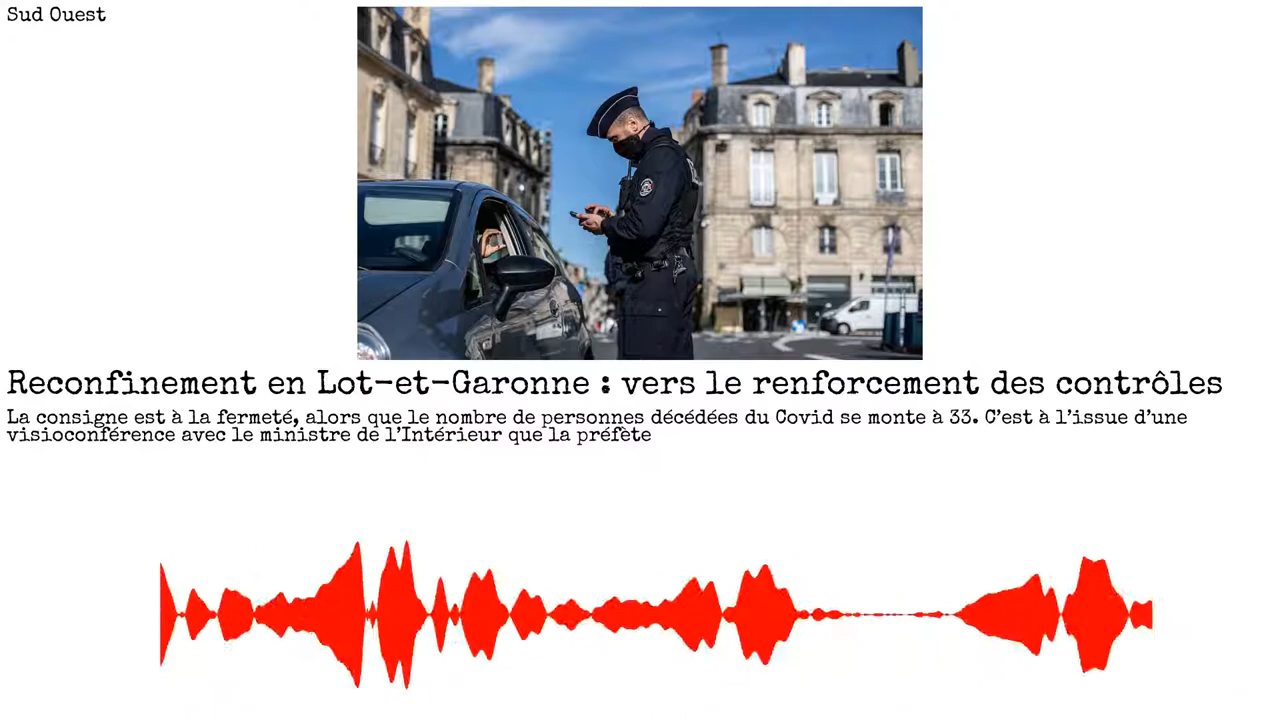 Sud Ouest
Reconfinement en Lot-et-Garonne : vers le renforcement des contrôles
La consigne est à la fermeté, alors que le nombre de personnes décédées du Covid se monte à 33. C'est à l'issue d'une
visioconférence avec le ministre de l'Intérieur que la préfète